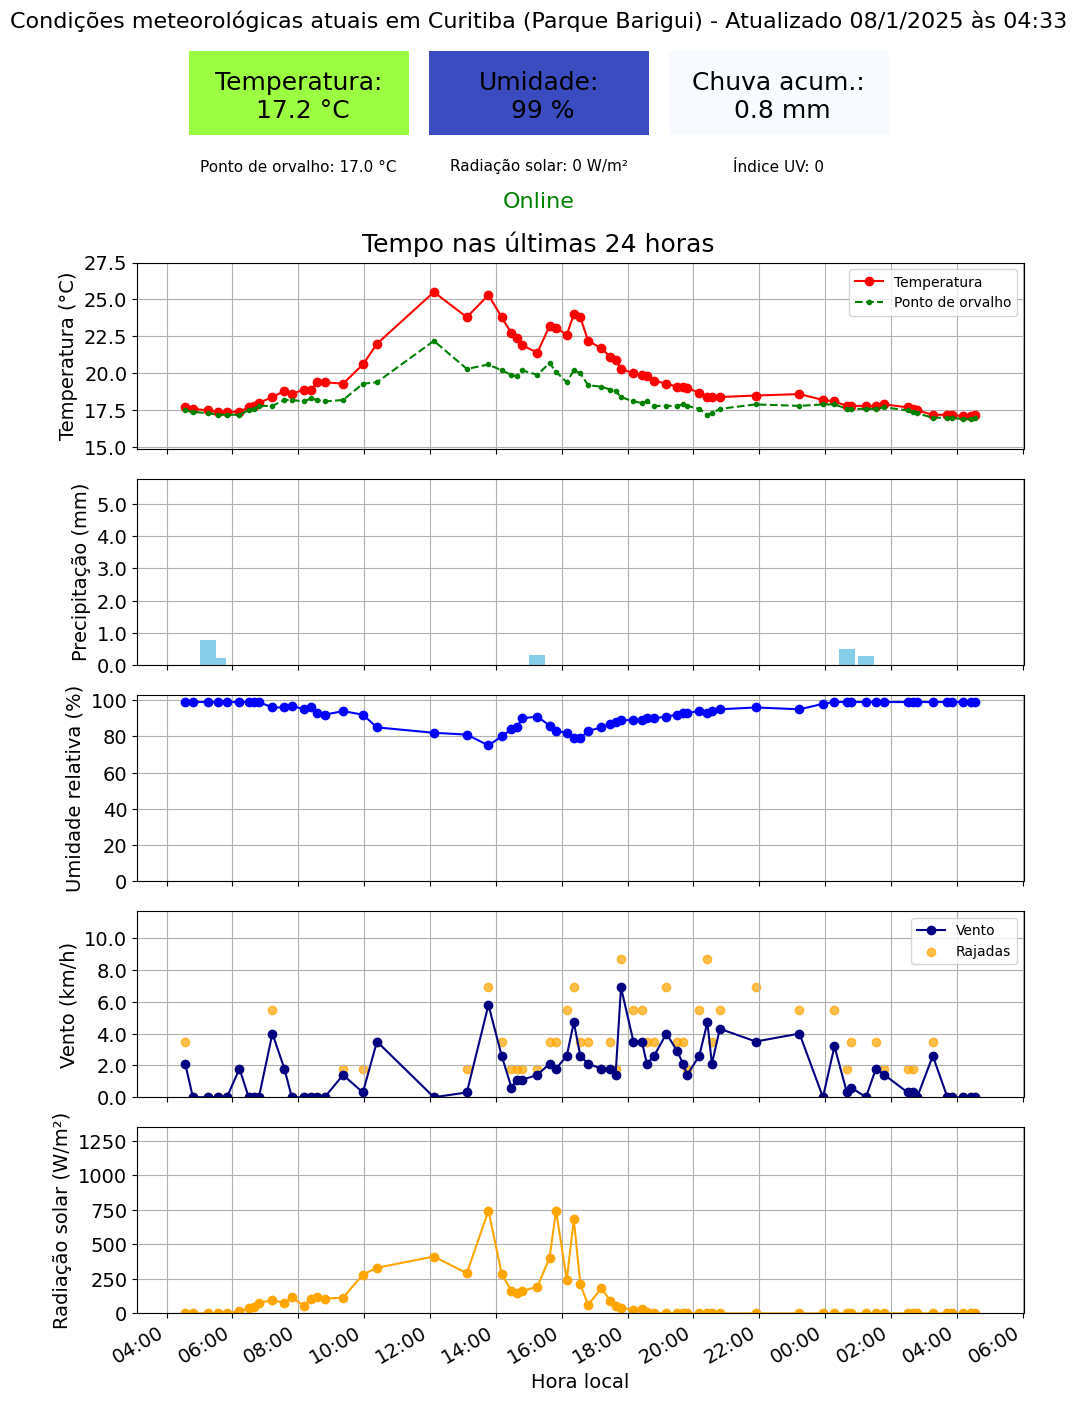 Condições meteorológicas atuais em Curitiba (Parque Barigui) - Atualizado 08/1/2025 às 04:33
Temperatura:
17.2 °C
Umidade:
99 %
Chuva acum.:
0.8 mm
Ponto de orvalho: 17.0 °C
Radiação solar: 0 W/m²
Índice UV: 0
Online
Tempo nas últimas 24 horas
Temperatura (°C)
27.5
25.0
22.5
20.0
17.5
15.0
Temperatura
Ponto de orvalho
Precipitação (mm)
5.0
4.0
3.0
2.0
1.0
0.0
Umidade relativa (%)
100
80
60
40
20
0
Vento (km/h)
10.0
8.0
6.0
4.0
2.0
0.0
Vento
Rajadas
Radiação solar (W/m²)
1250
1000
750
500
250
0
04:00
06:00
08:00
10:00
12:00
14:00
16:00
18:00
20:00
22:00
00:00
02:00
04:00
06:00
Hora local